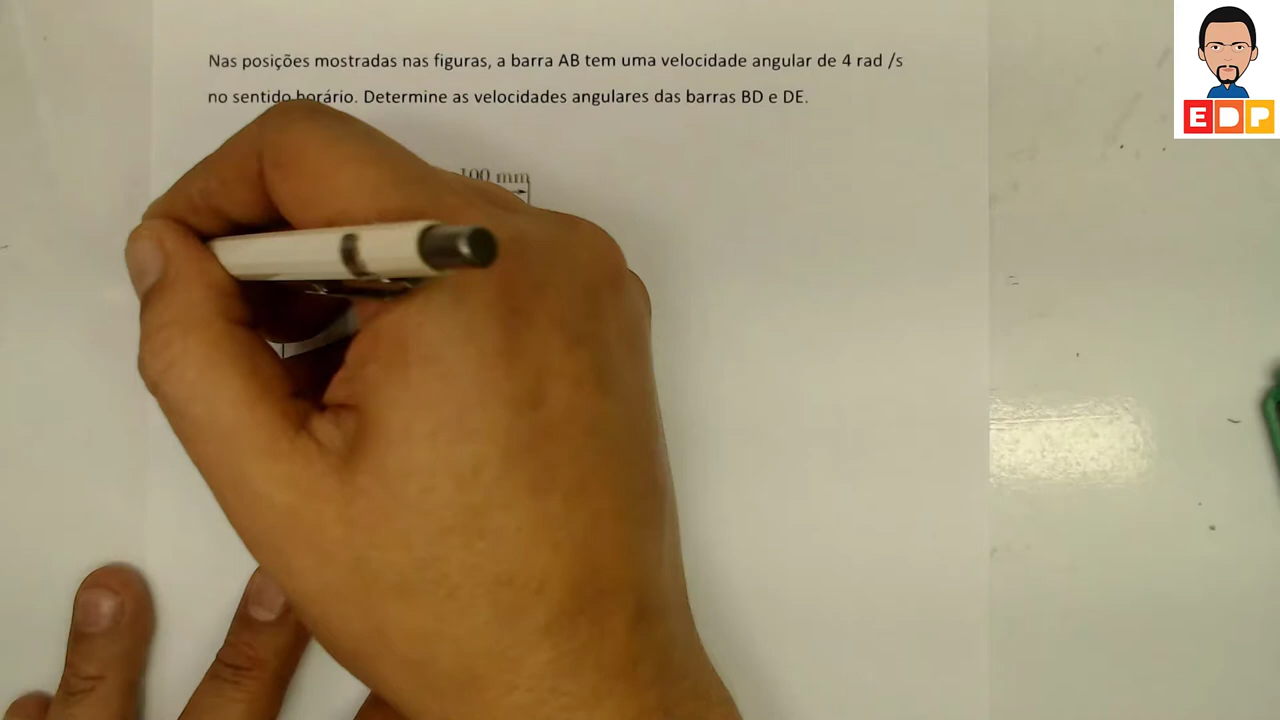 EDP
Nas posições mostradas nas figuras, a barra AB tem uma velocidade angular de 4 rad /s
no sentido horário. Determine as velocidades angulares das barras BD e DE.
100 mm